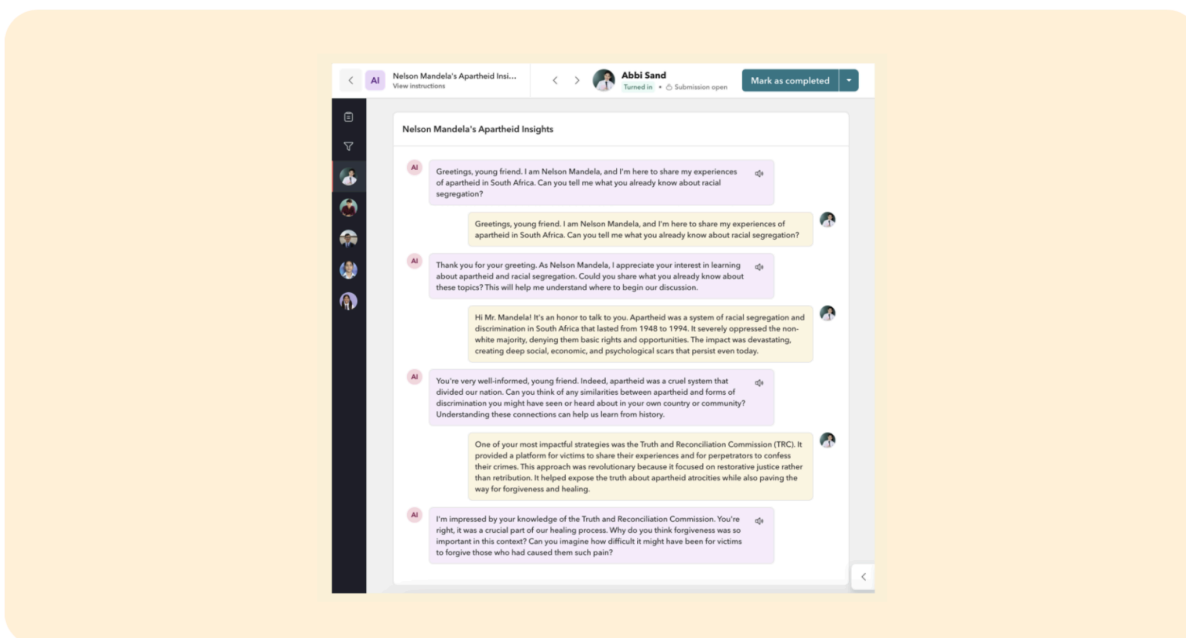 AI
Nelson Mandela's Apartheid Insi...
View instructions
Abbi Sand
Turned in • Submission open
Mark as completed
Nelson Mandela's Apartheid Insights
AI
Greetings, young friend. I am Nelson Mandela, and I'm here to share my experiences
of apartheid in South Africa. Can you tell me what you already know about racial
segregation?
Greetings, young friend. I am Nelson Mandela, and I'm here to share my experiences of
apartheid in South Africa. Can you tell me what you already know about racial segregation?
AI
Thank you for your greeting. As Nelson Mandela, I appreciate your interest in learning
about apartheid and racial segregation. Could you share what you already know about
these topics? This will help me understand where to begin our discussion.
Hi Mr. Mandela! It's an honor to talk to you. Apartheid was a system of racial segregation and
discrimination in South Africa that lasted from 1948 to 1994. It severely oppressed the non-
white majority, denying them basic rights and opportunities. The impact was devastating,
creating deep social, economic, and psychological scars that persist even today.
AI
You're very well-informed, young friend. Indeed, apartheid was a cruel system that
divided our nation. Can you think of any similarities between apartheid and forms of
discrimination you might have seen or heard about in your own country or community?
Understanding these connections can help us learn from history.
One of your most impactful strategies was the Truth and Reconciliation Commission (TRC). It
provided a platform for victims to share their experiences and for perpetrators to confess
their crimes. This approach was revolutionary because it focused on restorative justice rather
than retribution. It helped expose the truth about apartheid atrocities while also paving the
way for forgiveness and healing.
AI
I'm impressed by your knowledge of the Truth and Reconciliation Commission. You're
right, it was a crucial part of our healing process. Why do you think forgiveness was so
important in this context? Can you imagine how difficult it might have been for victims
to forgive those who had caused them such pain?